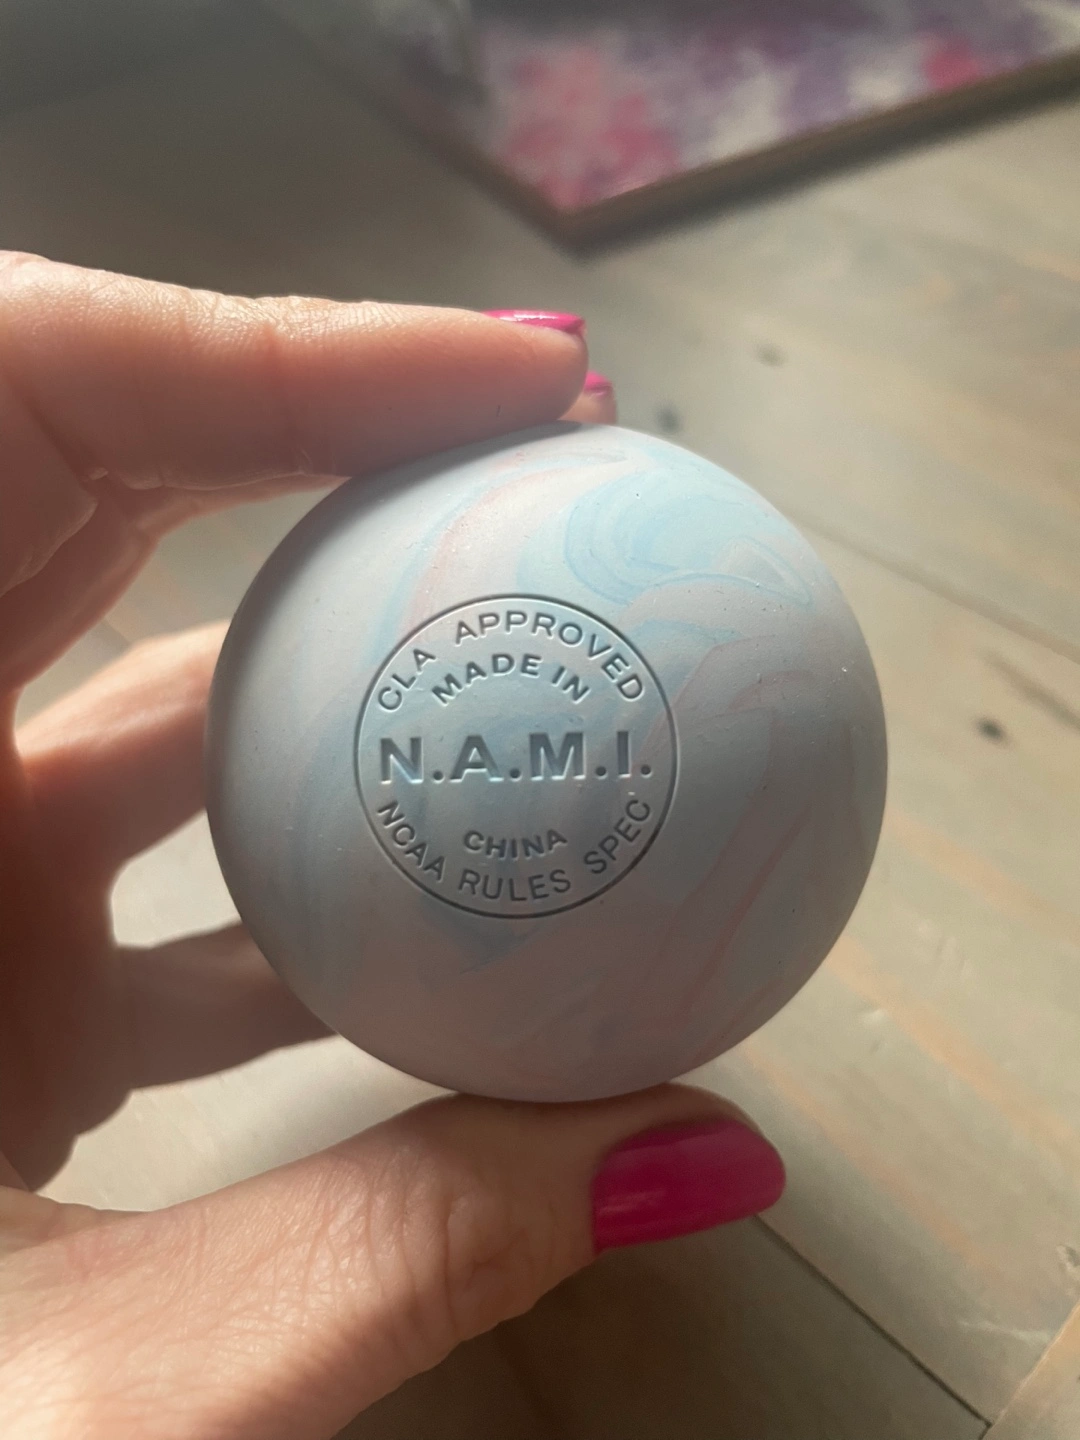 CLA APPROVED
MADE IN
N.A.M.I.
CHINA
NCAA RULES SPEC